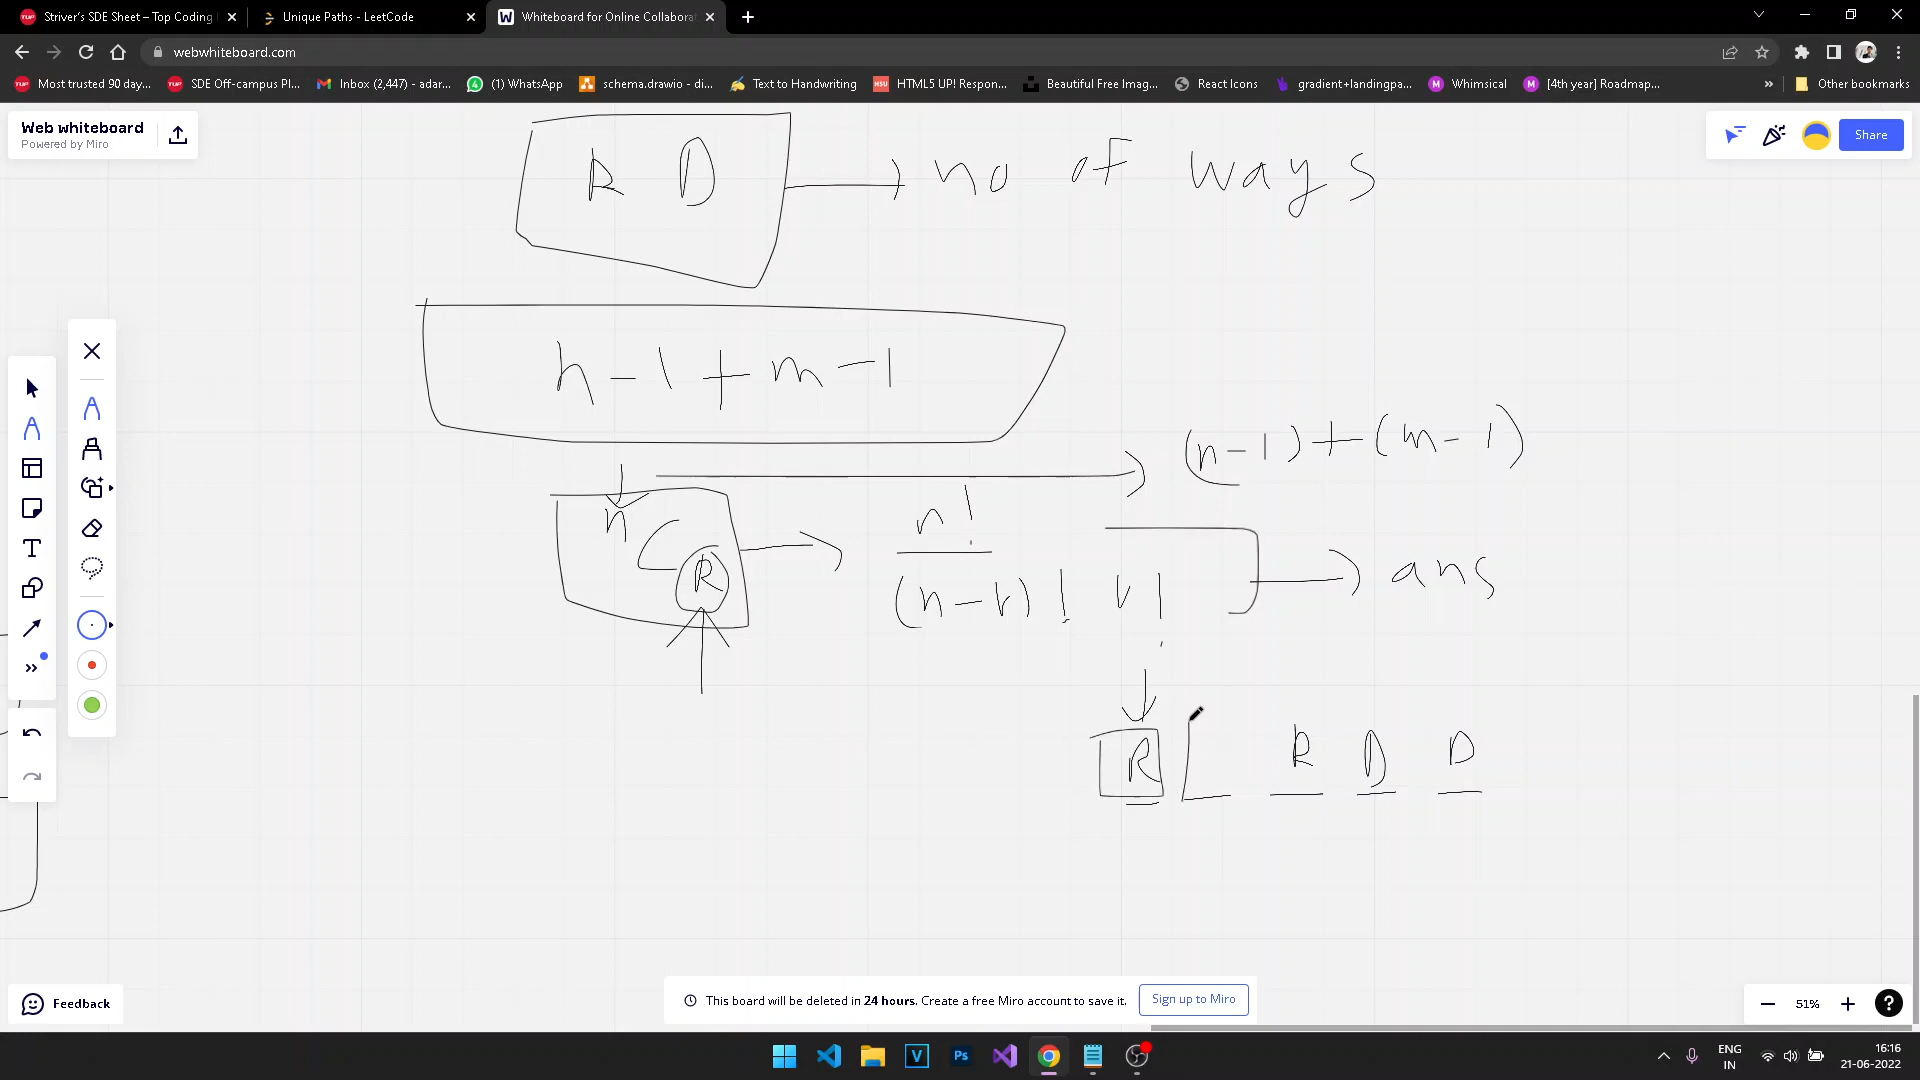 Striver's SDE Sheet – Top Coding
Unique Paths - LeetCode
Whiteboard for Online Collabora
webwhiteboard.com
Most trusted 90 day...
SDE Off-campus Pl...
Inbox (2,447) - adar...
(1) WhatsApp
schema.drawio - di...
Text to Handwriting
HTML5 UP! Respon...
Beautiful Free Imag...
React Icons
gradient+landingpa...
Whimsical
[4th year] Roadmap...
Other bookmarks
Web whiteboard
Powered by Miro
Share
R D → no of ways
n-1+m-1
(n-1)+(m-1)
n C R → n! / (n-r)! r! → ans
R R D D
Feedback
This board will be deleted in 24 hours. Create a free Miro account to save it.
Sign up to Miro
51%
ENG
IN
16:16
21-06-2022